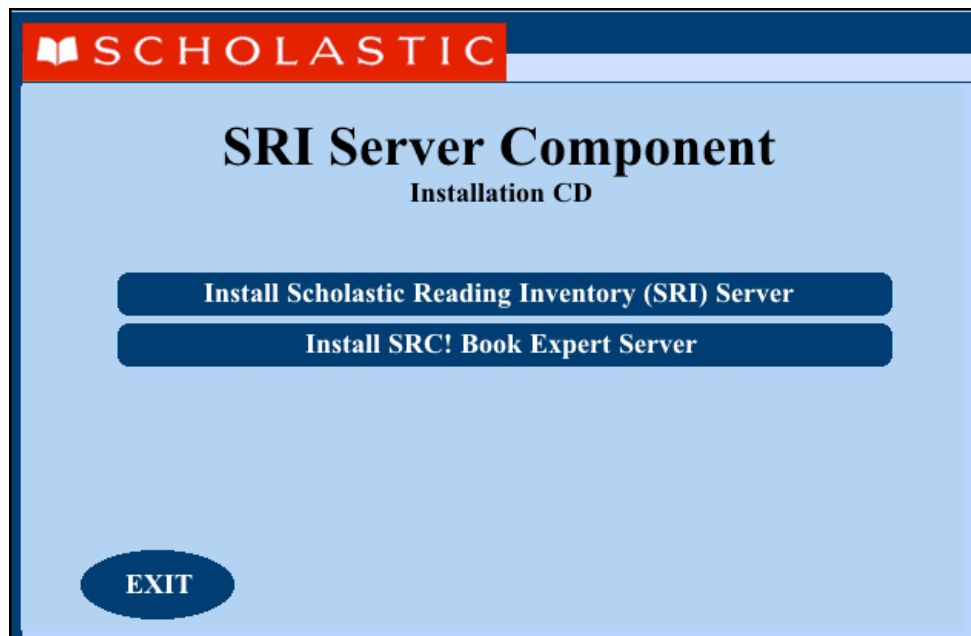 SCHOLASTIC
SRI Server Component
Installation CD
Install Scholastic Reading Inventory (SRI) Server
Install SRC! Book Expert Server
EXIT